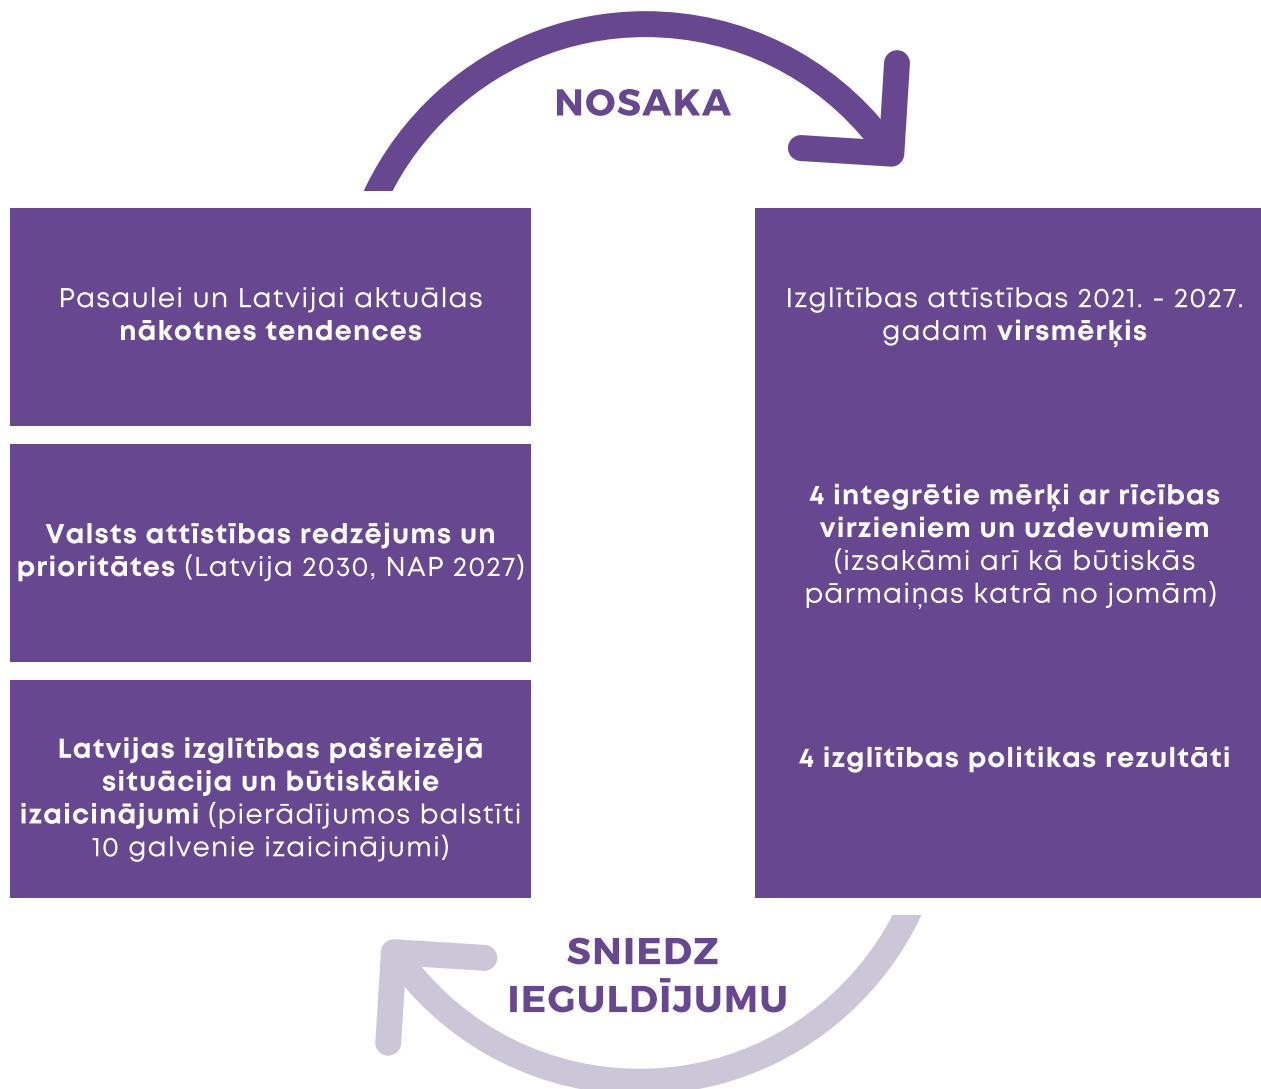 NOSAKA
Pasaulei un Latvijai aktuālas
nākotnes tendences
Valsts attīstības redzējums un
prioritātes (Latvija 2030, NAP 2027)
Latvijas izglītības pašreizējā
situācija un būtiskākie
izaicinājumi (pierādījumos balstīti
10 galvenie izaicinājumi)
Izglītības attīstības 2021. - 2027.
gadam virsmērķis
4 integrētie mērķi ar rīcības
virzieniem un uzdevumiem
(izsakāmi arī kā būtiskās
pārmaiņas katrā no jomām)
4 izglītības politikas rezultāti
SNIEDZ
IEGULDĪJUMU